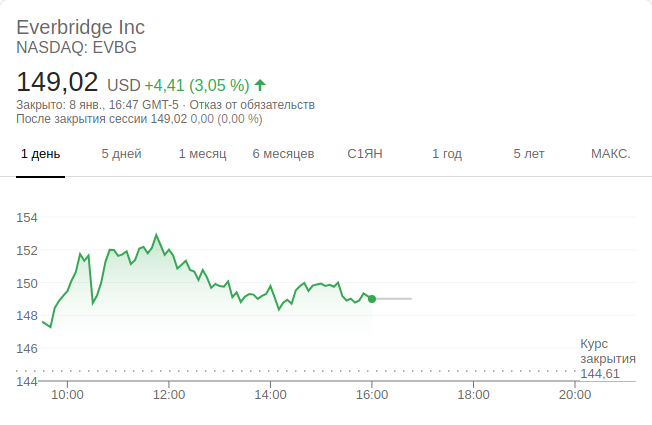 Everbridge Inc
NASDAQ: EVBG
149,02 USD +4,41 (3,05 %)
Закрыто: 8 янв., 16:47 GMT-5 · Отказ от обязательств
После закрытия сессии 149,02 0,00 (0,00 %)
1 день 5 дней 1 месяц 6 месяцев С1ЯН 1 год 5 лет МАКС.
154
152
150
148
146
Курс
закрытия
144,61
144
10:00 12:00 14:00 16:00 18:00 20:00